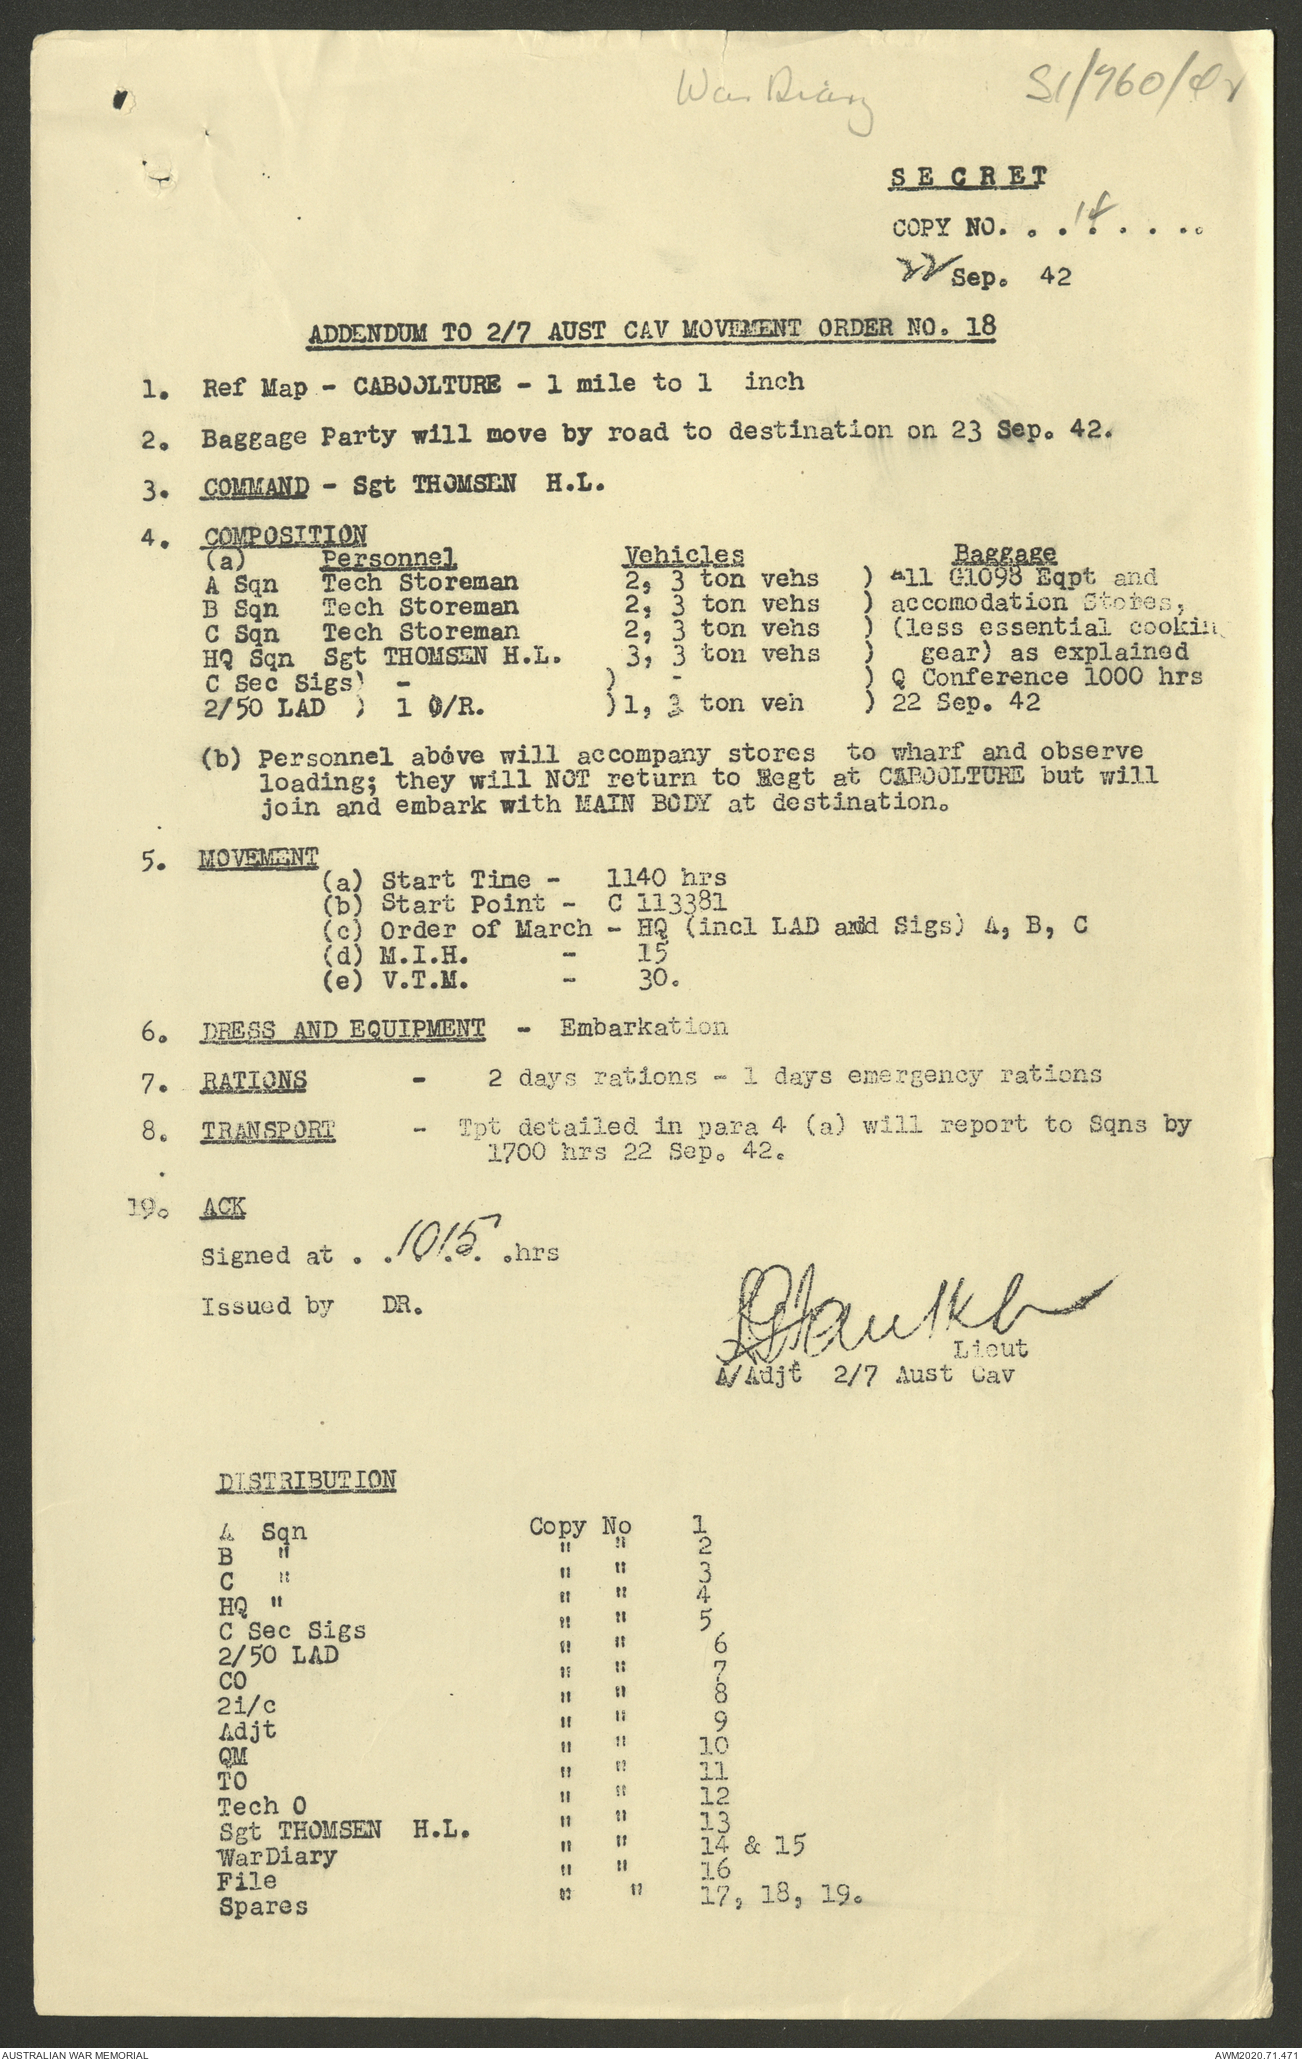 War Diary S1/960/Or
SECRET
COPY NO. . . 14 . . . ..
22 Sep. 42
ADDENDUM TO 2/7 AUST CAV MOVEMENT ORDER NO. 18
1. Ref Map - CABOOLTURE - 1 mile to 1 inch
2. Baggage Party will move by road to destination on 23 Sep. 42.
3. COMMAND - Sgt THOMSEN H.L.
4. COMPOSITION
(a) Personnel Vehicles Baggage
A Sqn Tech Storeman 2, 3 ton vehs ) All G1098 Eqpt and
B Sqn Tech Storeman 2, 3 ton vehs ) accomodation Stores,
C Sqn Tech Storeman 2, 3 ton vehs ) (less essential cookin
HQ Sqn Sgt THOMSEN H.L. 3, 3 ton vehs ) gear) as explained
C Sec Sigs) - ) - ) Q Conference 1000 hrs
2/50 LAD ) 1 O/R. )1, 3 ton veh ) 22 Sep. 42
(b) Personnel above will accompany stores to wharf and observe
loading; they will NOT return to Regt at CABOOLTURE but will
join and embark with MAIN BODY at destination.
5. MOVEMENT
(a) Start Time - 1140 hrs
(b) Start Point - C 113381
(c) Order of March - HQ (incl LAD and Sigs) A, B, C
(d) M.I.H. - 15
(e) V.T.M. - 30.
6. DRESS AND EQUIPMENT - Embarkation
7. RATIONS - 2 days rations - 1 days emergency rations
8. TRANSPORT - Tpt detailed in para 4 (a) will report to Sqns by
1700 hrs 22 Sep. 42.
19. ACK
Signed at . . 1015 . .hrs
Issued by DR.
Lieut
A/Adjt 2/7 Aust Cav
DISTRIBUTION
A Sqn Copy No 1
B " " " 2
C " " " 3
HQ " " " 4
C Sec Sigs " " 5
2/50 LAD " " 6
CO " " 7
2i/c " " 8
Adjt " " 9
QM " " 10
TO " " 11
Tech O " " 12
Sgt THOMSEN H.L. " " 13
WarDiary " " 14 & 15
File " " 16
Spares " " 17, 18, 19.
AUSTRALIAN WAR MEMORIAL AWM2020.71.471